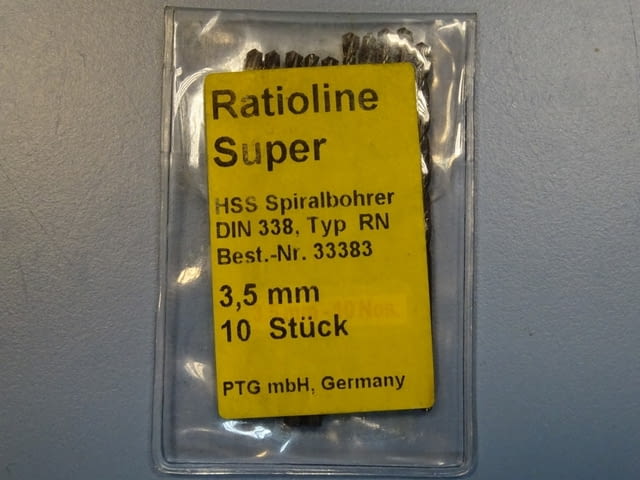 Ratioline
Super
HSS Spiralbohrer
DIN 338, Typ RN
Best.-Nr. 33383
3,5 mm
10 Stück
PTG mbH, Germany